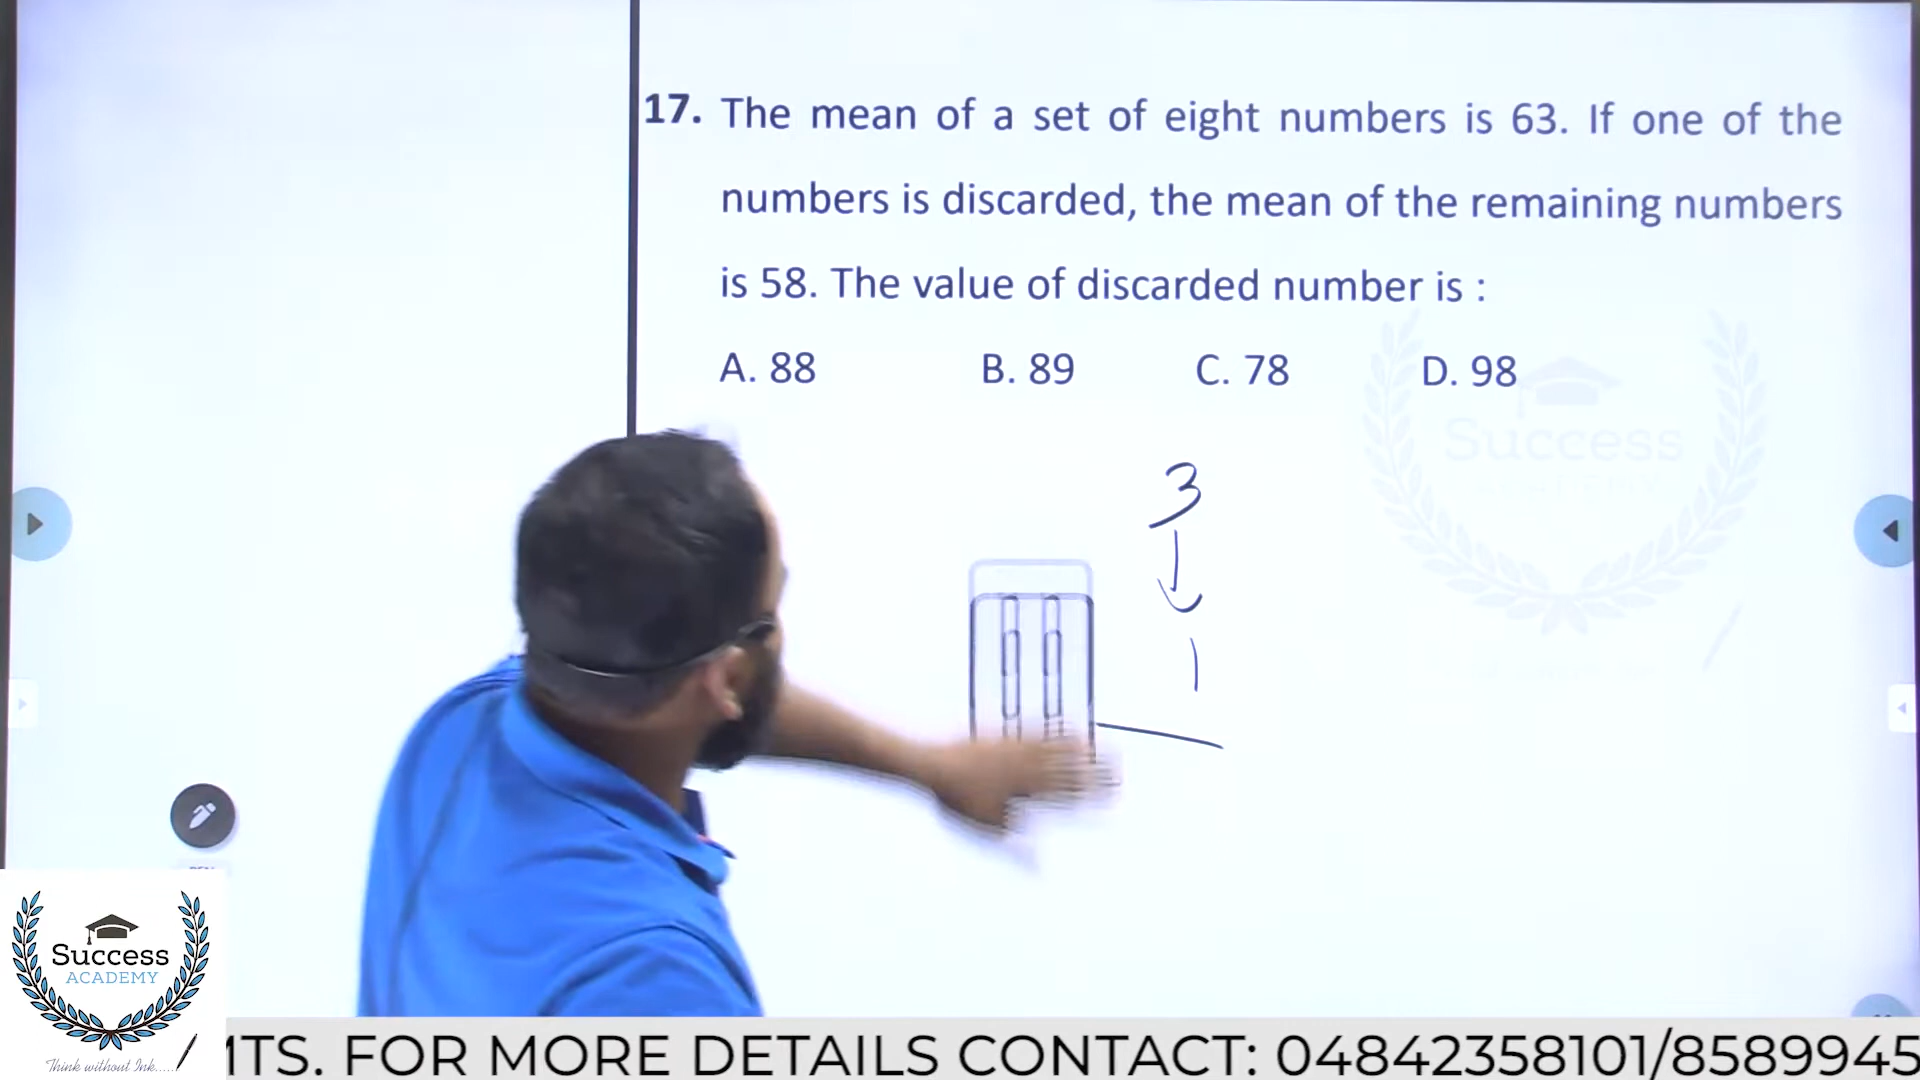 17. The mean of a set of eight numbers is 63. If one of the
numbers is discarded, the mean of the remaining numbers
is 58. The value of discarded number is :
A. 88 B. 89 C. 78 D. 98
Success
3
1
Success
ACADEMY
Think without Ink.....
MTS. FOR MORE DETAILS CONTACT: 04842358101/8589945